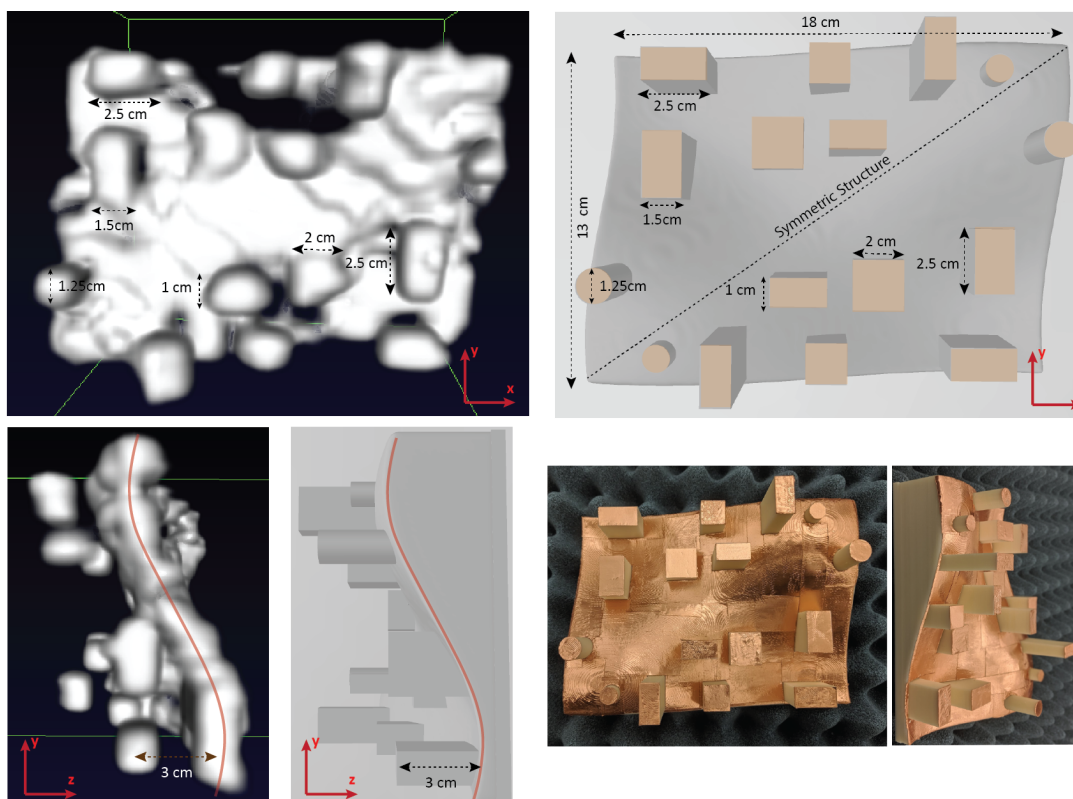 2.5 cm
1.5cm
2 cm
2.5 cm
1.25cm
1 cm
y
x
18 cm
2.5 cm
13 cm
Symmetric Structure
1.5cm
2 cm
2.5 cm
1.25cm
1 cm
y
3 cm
y
z
3 cm
y
z